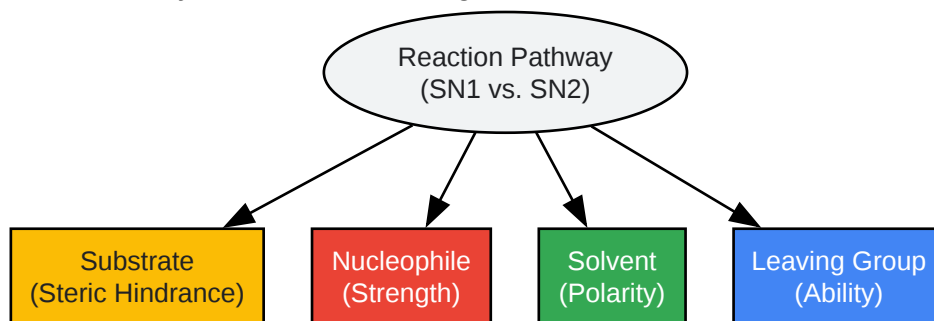 Reaction Pathway
(SN1 vs. SN2)
Substrate
(Steric Hindrance)
Nucleophile
(Strength)
Solvent
(Polarity)
Leaving Group
(Ability)